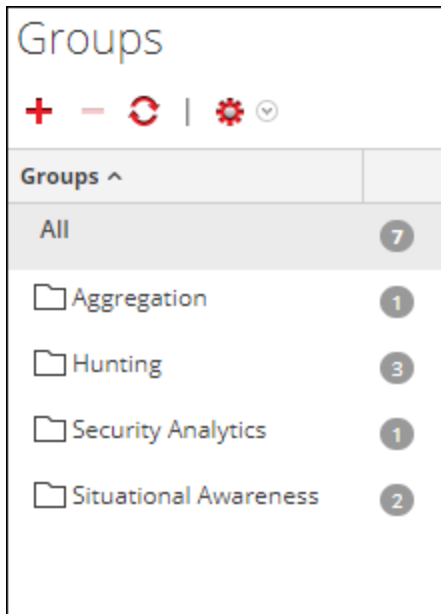 Groups
Groups
All 7
Aggregation 1
Hunting 3
Security Analytics 1
Situational Awareness 2